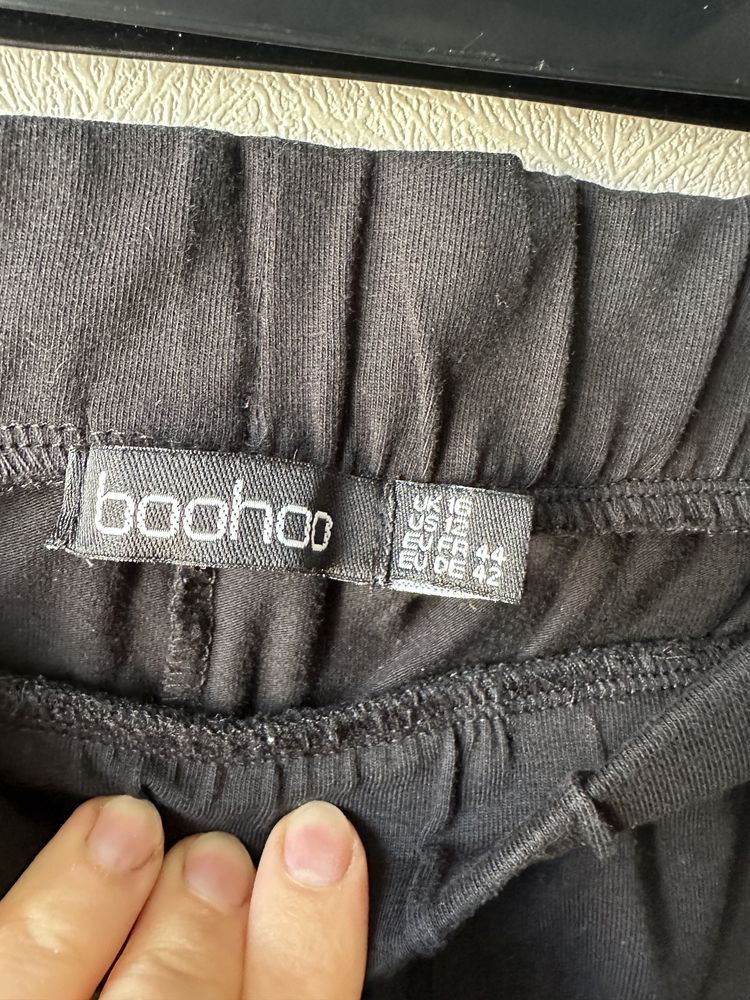 boohoo
UK 16
US 12
EU FR 44
EU DE 42